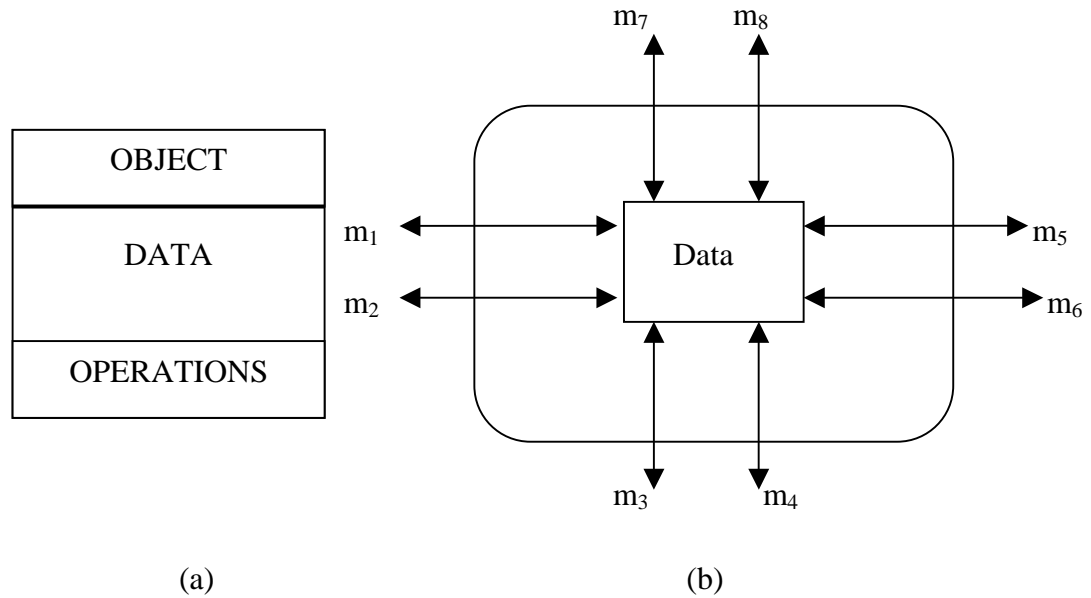 m₇ m₈
OBJECT
DATA
OPERATIONS
m₁
m₂
Data
m₅
m₆
m₃ m₄
(a) (b)